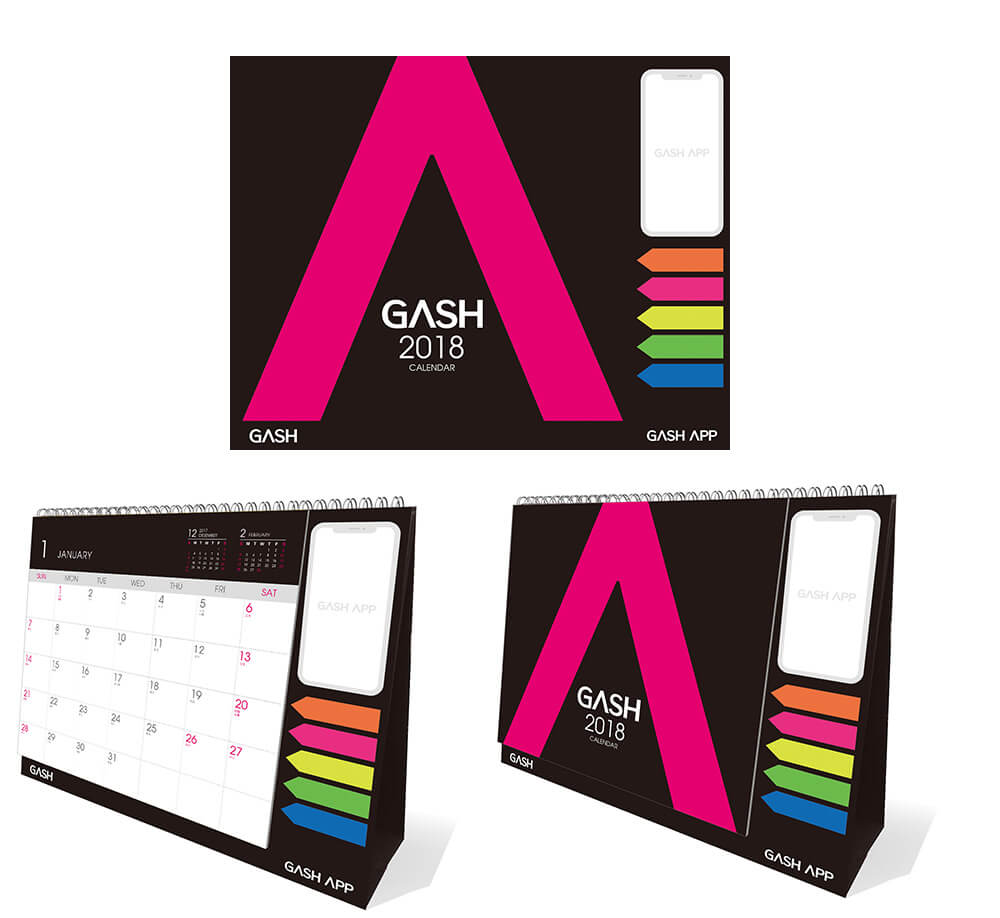 GASH APP
GASH
2018
CALENDAR
GASH
GASH APP
12 2017 DECEMBER
2 FEBRUARY
1 JANUARY
SUN MON TUE WED THU FRI SAT
1 2 3 4 5 6
7 8 9 10 11 12 13
14 15 16 17 18 19 20
21 22 23 24 25 26 27
28 29 30 31
GASH APP
GASH
GASH APP
GASH APP
GASH
2018
CALENDAR
GASH
GASH APP